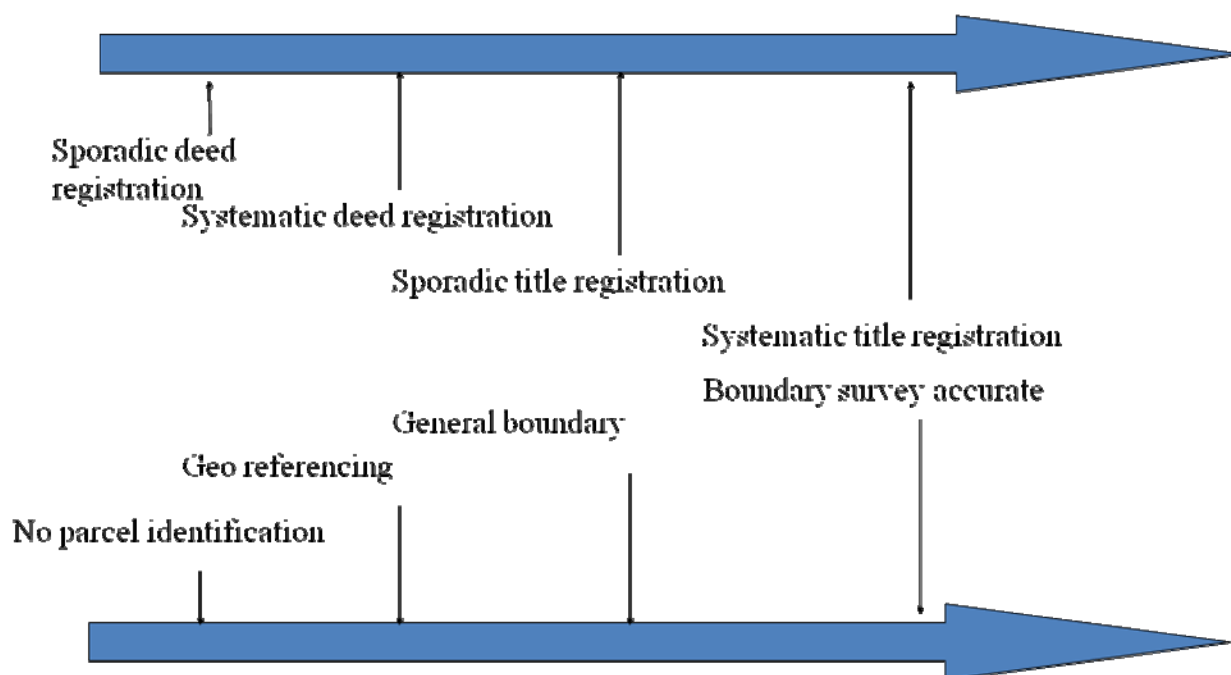 Sporadic deed
registration
Systematic deed registration
Sporadic title registration
Systematic title registration
Boundary survey accurate
General boundary
Geo referencing
No parcel identification